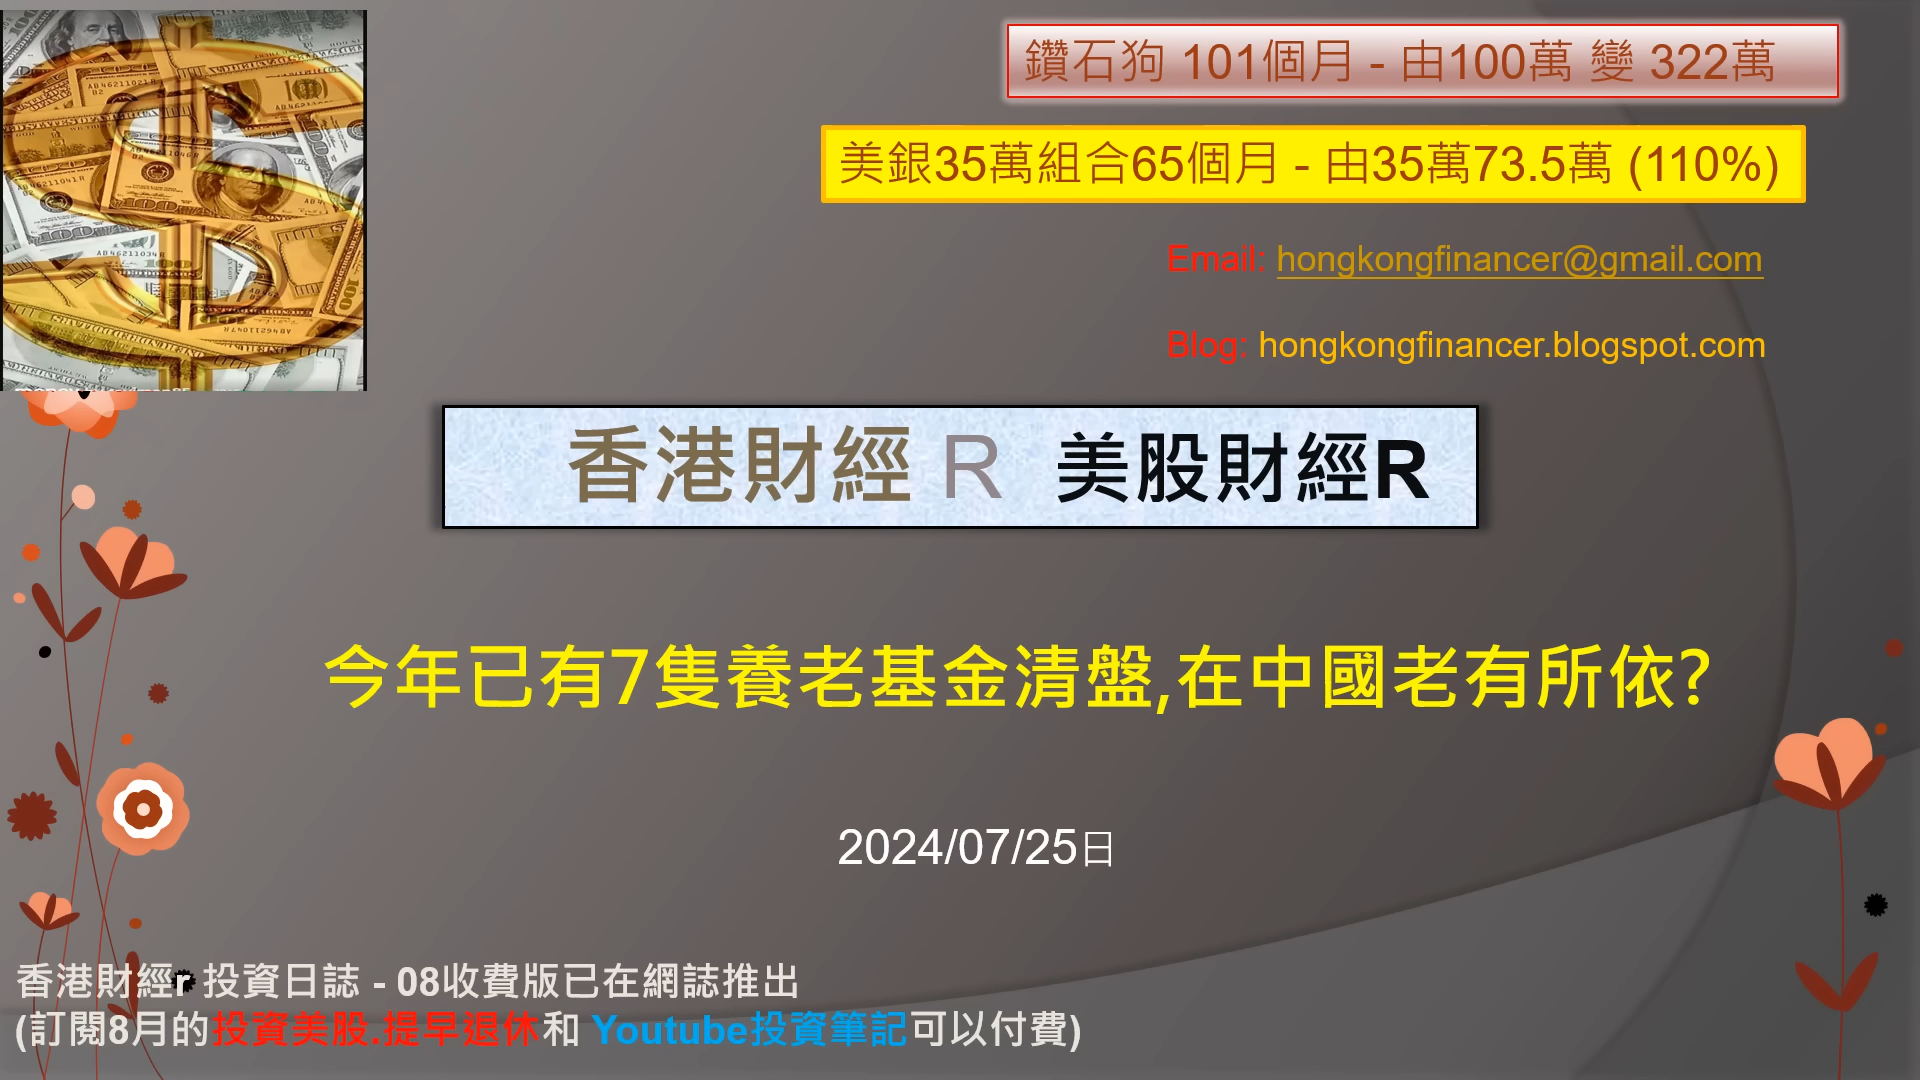 鑽石狗 101個月 - 由100萬 變 322萬
美銀35萬組合65個月 - 由35萬73.5萬 (110%)
Email: hongkongfinancer@gmail.com
Blog: hongkongfinancer.blogspot.com
香港財經 R 美股財經R
今年已有7隻養老基金清盤,在中國老有所依?
2024/07/25日
香港財經r 投資日誌 - 08收費版已在網誌推出
(訂閱8月的投資美股.提早退休和 Youtube投資筆記可以付費)